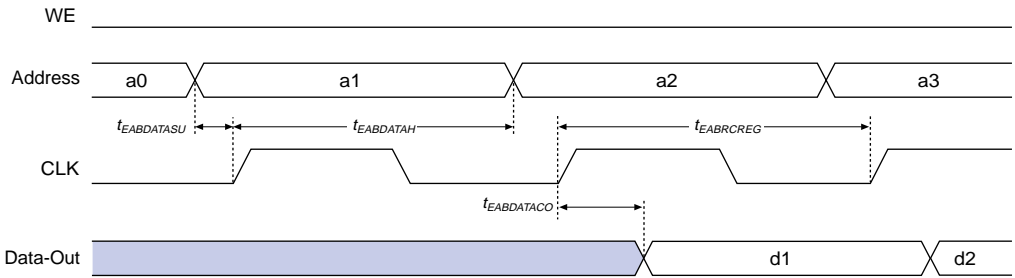 WE
Address a0 a1 a2 a3
tEABDATASU tEABDATAH tEABRCREG
CLK
tEABDATACO
Data-Out d1 d2